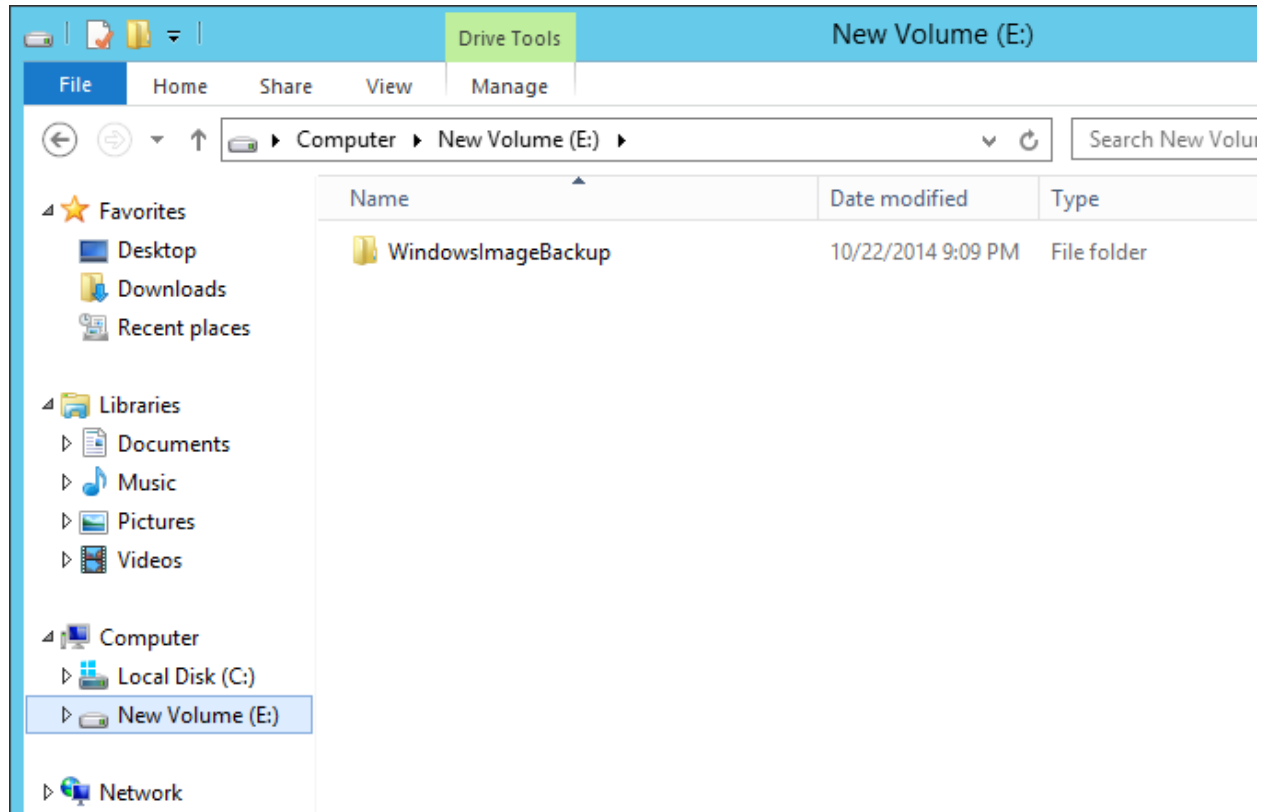 Drive Tools New Volume (E:)
File Home Share View Manage
Computer New Volume (E:) Search New Volu
Name Date modified Type
Favorites
WindowsImageBackup 10/22/2014 9:09 PM File folder
Desktop
Downloads
Recent places
Libraries
Documents
Music
Pictures
Videos
Computer
Local Disk (C:)
New Volume (E:)
Network